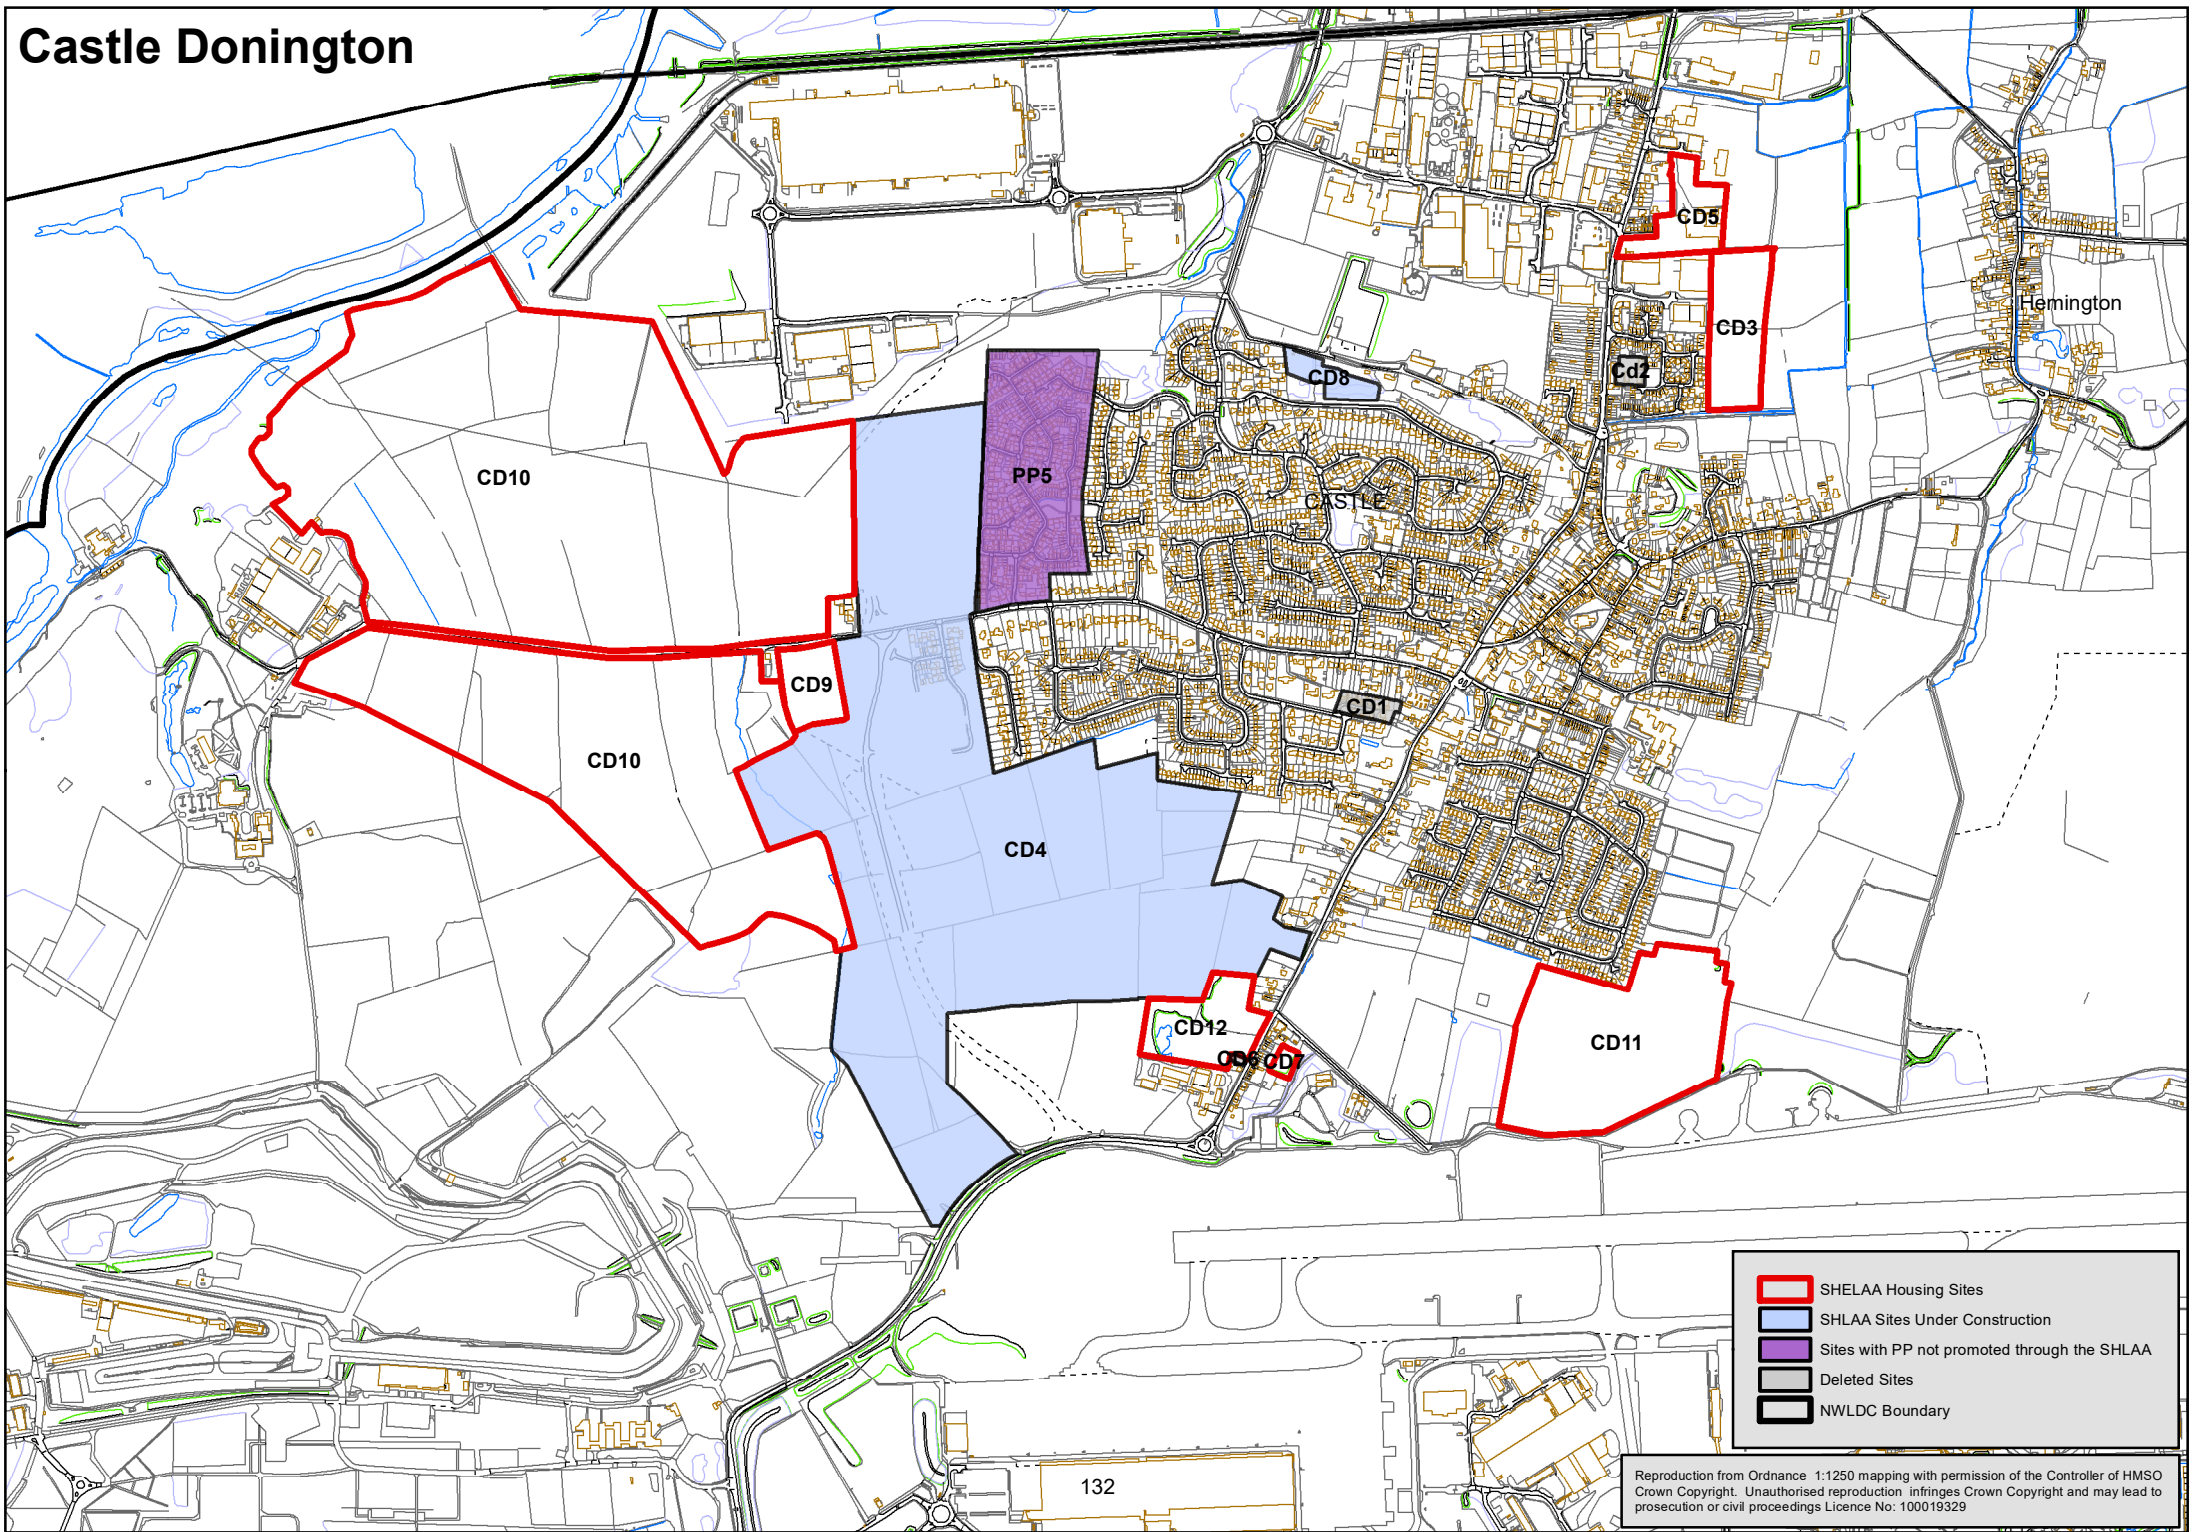 Castle Donington
CD5
Hemington
CD3
Cd2
CD8
CD10
PP5
CASTLE
CD9
CD1
CD10
CD4
CD12
CD6
CD7
CD11
132
SHELAA Housing Sites
SHLAA Sites Under Construction
Sites with PP not promoted through the SHLAA
Deleted Sites
NWLDC Boundary
Reproduction from Ordnance 1:1250 mapping with permission of the Controller of HMSO
Crown Copyright. Unauthorised reproduction infringes Crown Copyright and may lead to
prosecution or civil proceedings Licence No: 100019329